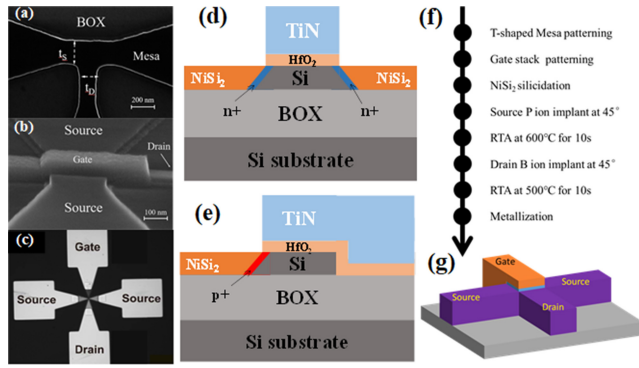 (a)
BOX
tS
Mesa
tD
200 nm
(b)
Source
Drain
Gate
Source
100 nm
(c)
Gate
Source
Source
Drain
(d)
TiN
HfO2
NiSi2
Si
NiSi2
n+
n+
BOX
Si substrate
(e)
TiN
HfO2
NiSi2
Si
p+
BOX
Si substrate
(f)
T-shaped Mesa patterning
Gate stack patterning
NiSi2 silicidation
Source P ion implant at 45°
RTA at 600℃ for 10s
Drain B ion implant at 45°
RTA at 500℃ for 10s
Metallization
(g)
Gate
Source
Source
Drain